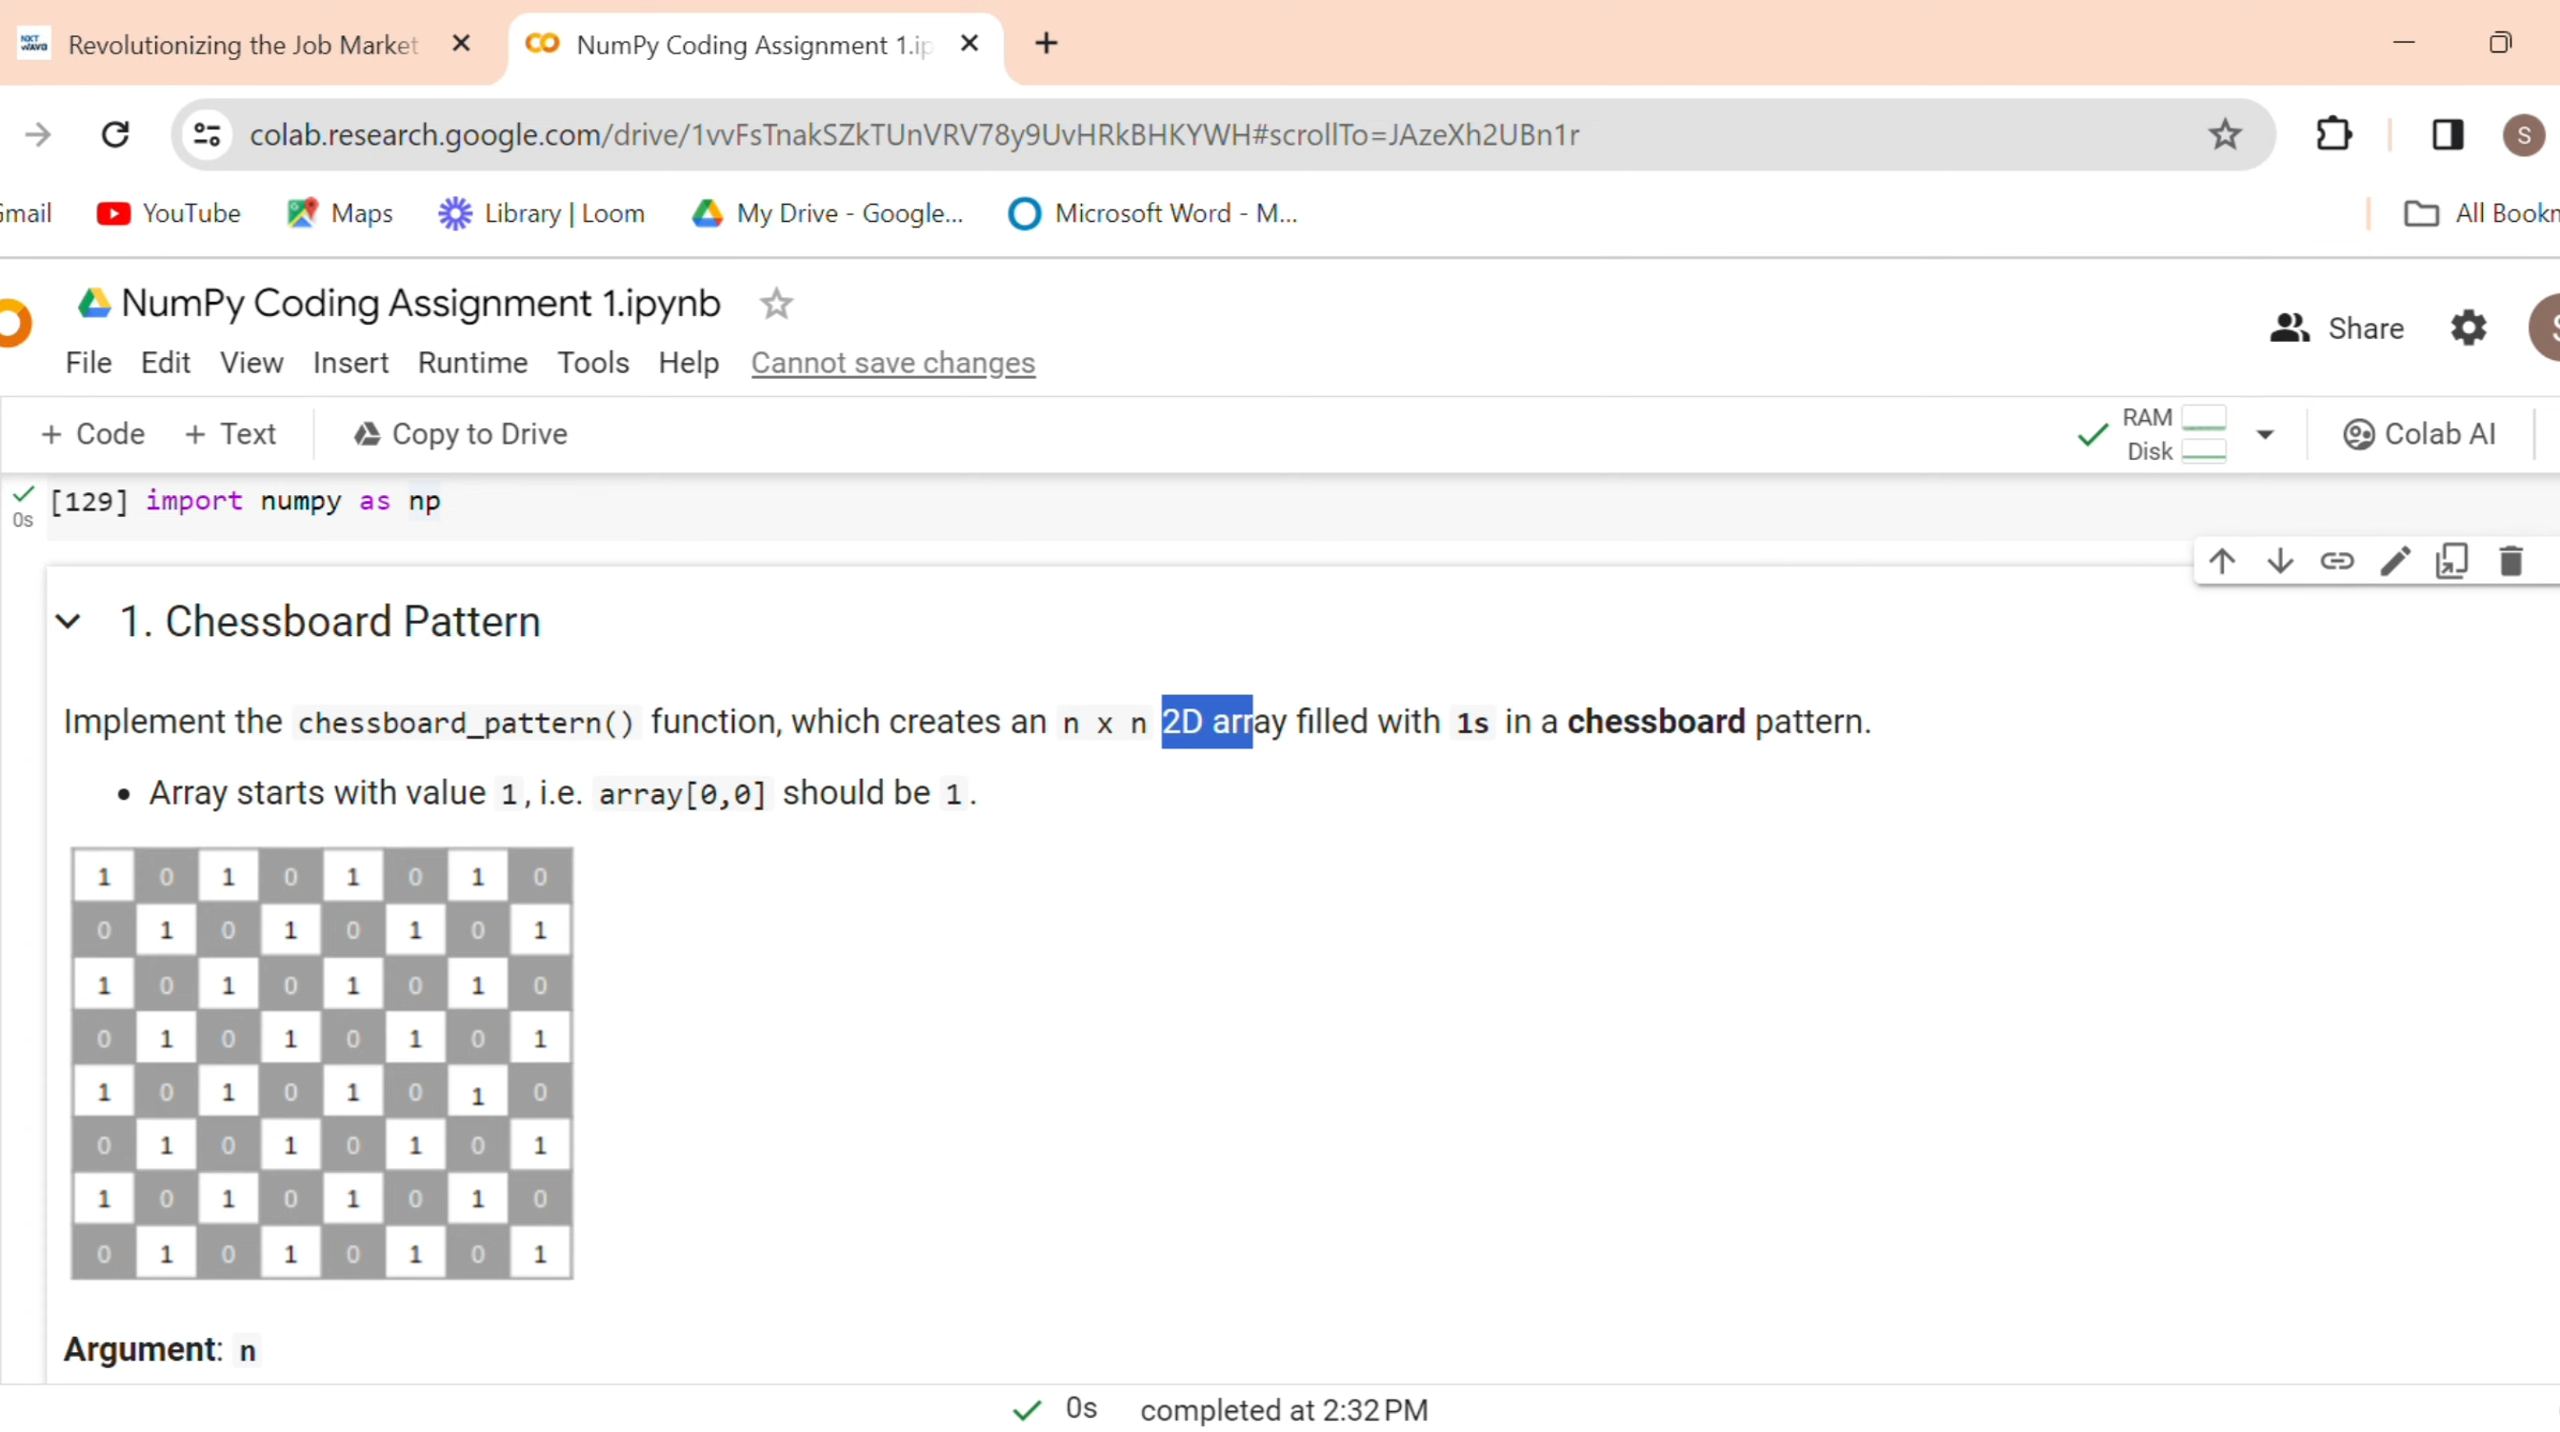 NXT WAVE Revolutionizing the Job Market NumPy Coding Assignment 1.ip
colab.research.google.com/drive/1vvFsTnakSZkTUnVRV78y9UvHRkBHKYWH#scrollTo=JAzeXh2UBn1r S
Gmail YouTube Maps Library | Loom My Drive - Google... Microsoft Word - M... All Bookm
NumPy Coding Assignment 1.ipynb
Share
File Edit View Insert Runtime Tools Help Cannot save changes
+ Code + Text Copy to Drive RAM Disk Colab AI
[129] import numpy as np
0s
1. Chessboard Pattern
Implement the chessboard_pattern() function, which creates an n x n 2D array filled with 1s in a chessboard pattern.
• Array starts with value 1, i.e. array[0,0] should be 1.
1 0 1 0 1 0 1 0
0 1 0 1 0 1 0 1
1 0 1 0 1 0 1 0
0 1 0 1 0 1 0 1
1 0 1 0 1 0 1 0
0 1 0 1 0 1 0 1
1 0 1 0 1 0 1 0
0 1 0 1 0 1 0 1
Argument: n
0s completed at 2:32 PM